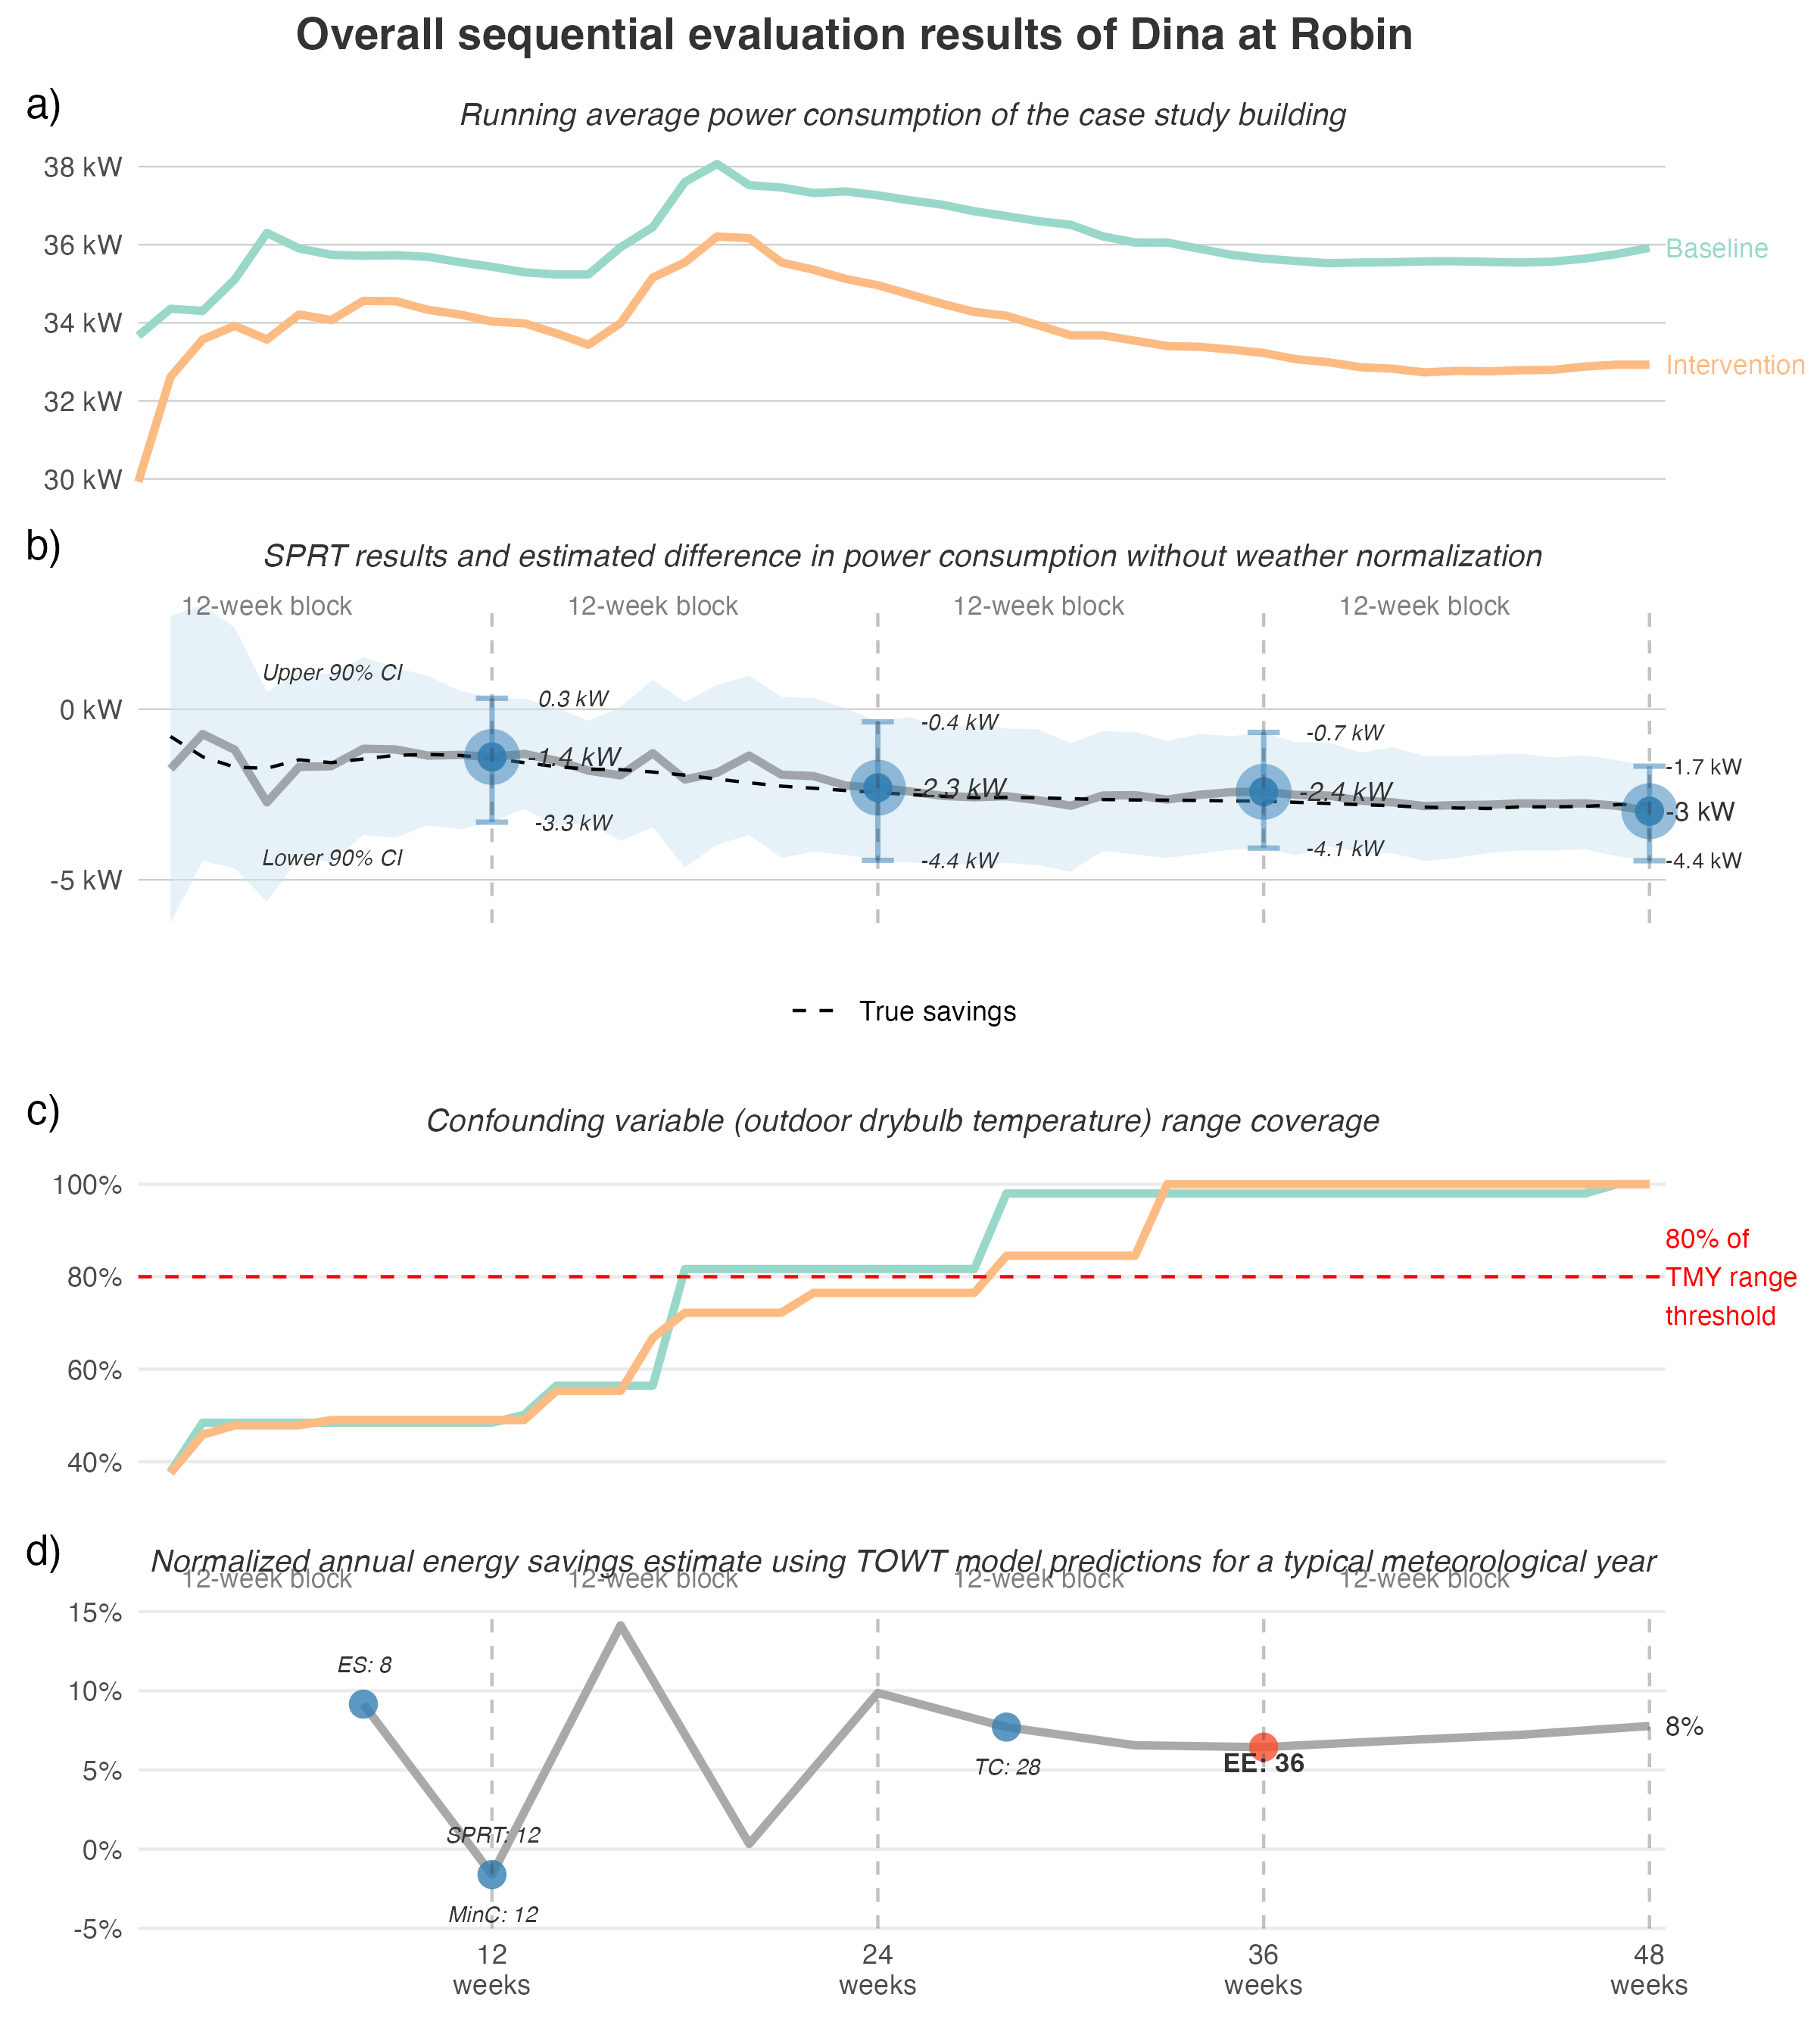 Overall sequential evaluation results of Dina at Robin
a)
Running average power consumption of the case study building
38 kW
36 kW
34 kW
32 kW
30 kW
Baseline
Intervention
b)
SPRT results and estimated difference in power consumption without weather normalization
12-week block
12-week block
12-week block
12-week block
Upper 90% CI
Lower 90% CI
0 kW
-5 kW
0.3 kW
-1.4 kW
-3.3 kW
-0.4 kW
-2.3 kW
-4.4 kW
-0.7 kW
-2.4 kW
-4.1 kW
-1.7 kW
-3 kW
-4.4 kW
True savings
c)
Confounding variable (outdoor drybulb temperature) range coverage
100%
80%
60%
40%
80% of
TMY range
threshold
d)
Normalized annual energy savings estimate using TOWT model predictions for a typical meteorological year
12-week block
12-week block
12-week block
12-week block
15%
10%
5%
0%
-5%
ES: 8
SPRT: 12
MinC: 12
TC: 28
EE: 36
8%
12
weeks
24
weeks
36
weeks
48
weeks